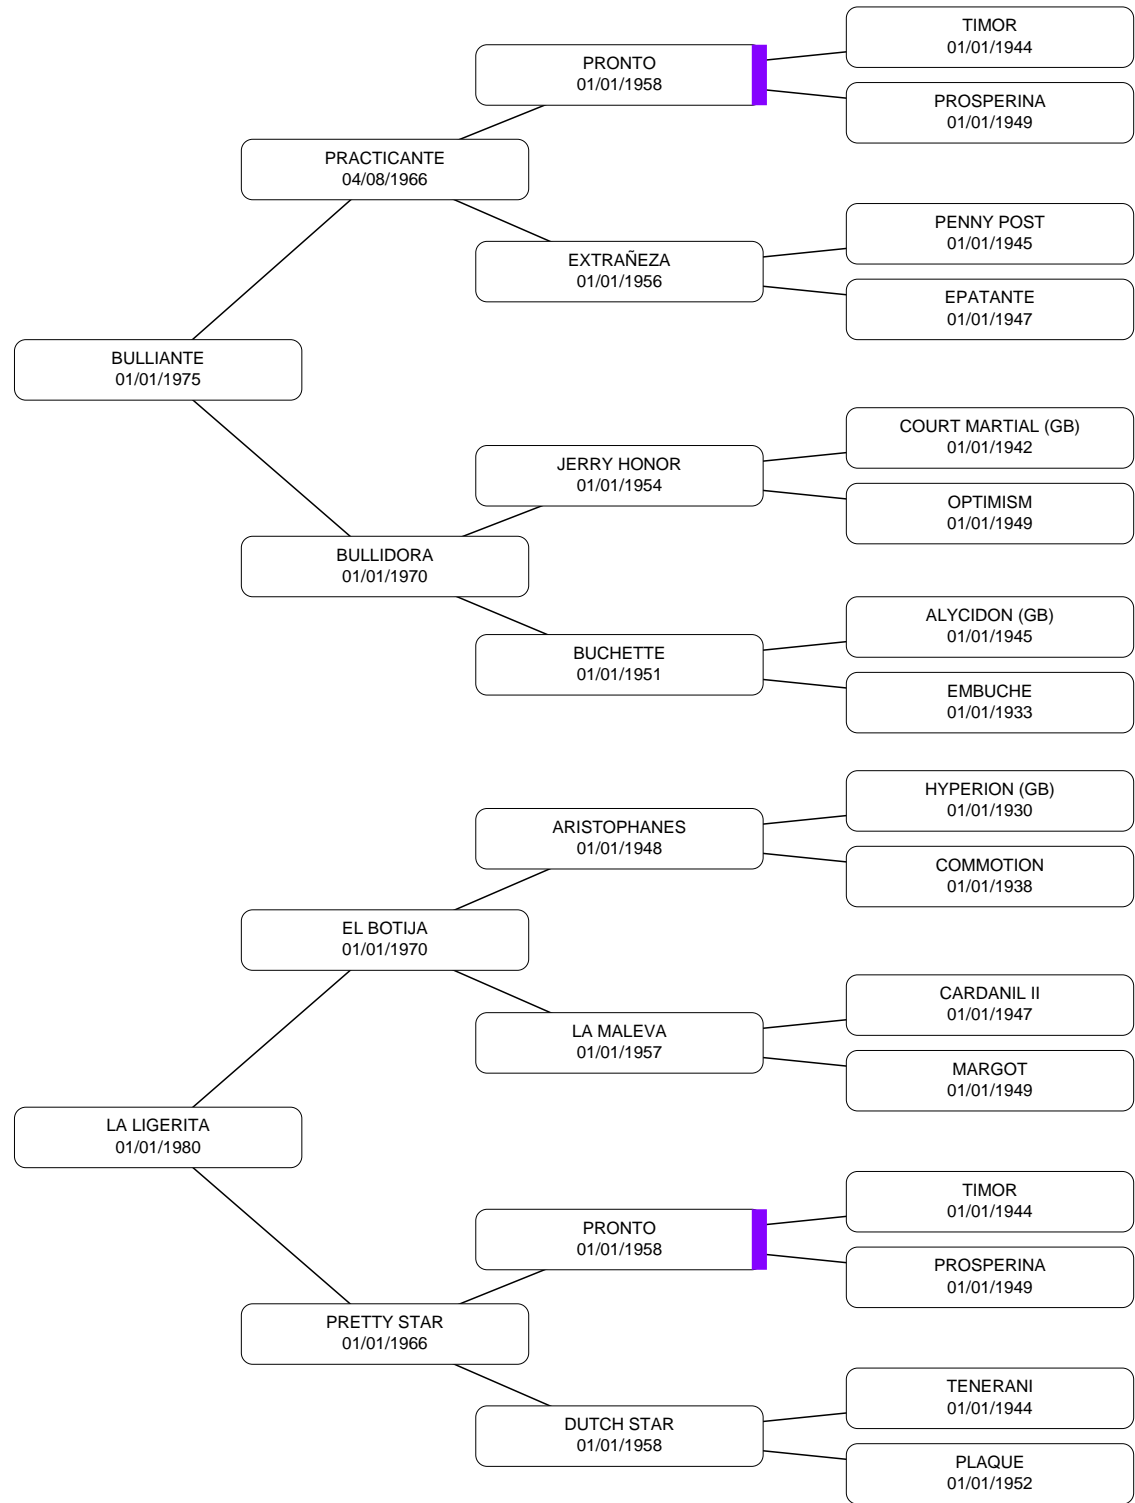 TIMOR
01/01/1944
PRONTO
01/01/1958
PROSPERINA
01/01/1949
PRACTICANTE
04/08/1966
PENNY POST
01/01/1945
EXTRAÑEZA
01/01/1956
EPATANTE
01/01/1947
BULLIANTE
01/01/1975
COURT MARTIAL (GB)
01/01/1942
JERRY HONOR
01/01/1954
OPTIMISM
01/01/1949
BULLIDORA
01/01/1970
ALYCIDON (GB)
01/01/1945
BUCHETTE
01/01/1951
EMBUCHE
01/01/1933
HYPERION (GB)
01/01/1930
ARISTOPHANES
01/01/1948
COMMOTION
01/01/1938
EL BOTIJA
01/01/1970
CARDANIL II
01/01/1947
LA MALEVA
01/01/1957
MARGOT
01/01/1949
LA LIGERITA
01/01/1980
TIMOR
01/01/1944
PRONTO
01/01/1958
PROSPERINA
01/01/1949
PRETTY STAR
01/01/1966
TENERANI
01/01/1944
DUTCH STAR
01/01/1958
PLAQUE
01/01/1952